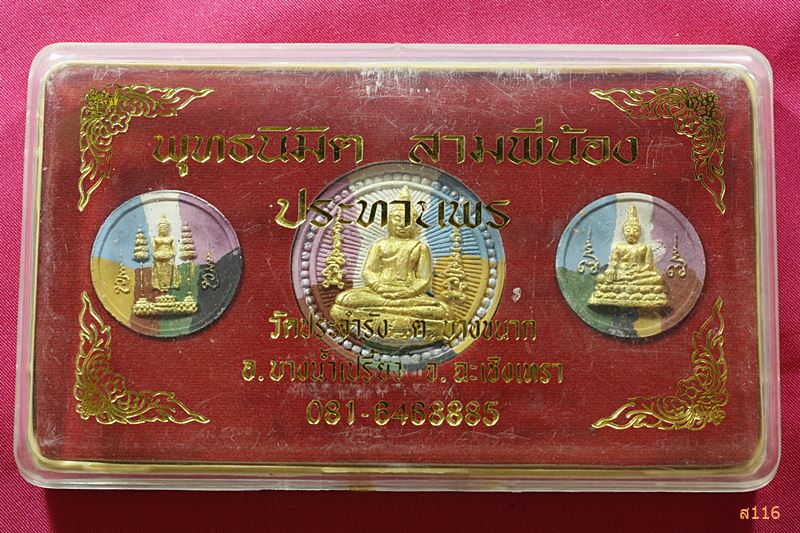 พุทธนิมิต สามพี่น้อง
ประทานพร
วัดประจำรัง ต.บางขนาก
อ.บางน้ำเปรี้ยว จ.ฉะเชิงเทรา
081-6468885
ส116